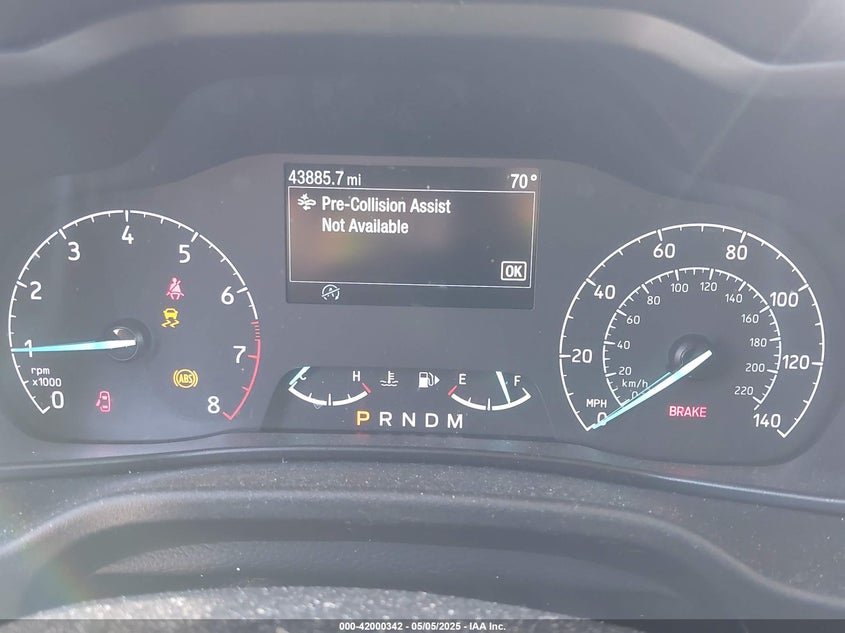 43885.7 mi 70°
Pre-Collision Assist
Not Available
OK
A
0 1 2 3 4 5 6 7 8
rpm
x1000
ABS
H E F
P R N D M
0 20 40 60 80 100 120 140
MPH
0 20 40 60 80 100 120 140 160 180 200 220
km/h
BRAKE
000-42000342 / 05/05/2025 - IAA Inc.